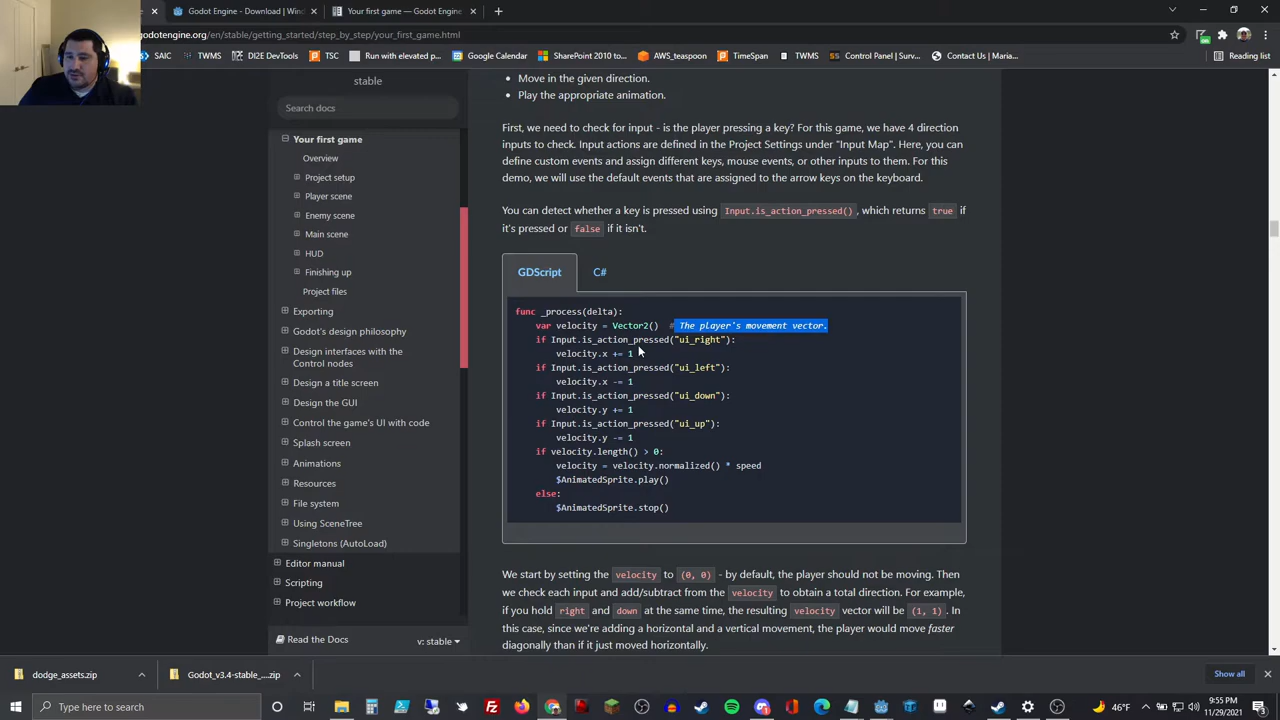 Godot Engine - Download | Wind
Your first game — Godot Engine
godotengine.org/en/stable/getting_started/step_by_step/your_first_game.html
SAIC
TWMS
DI2E DevTools
TSC
Run with elevated p...
Google Calendar
SharePoint 2010 to...
AWS_teaspoon
TimeSpan
TWMS
Control Panel &...
Stack Overflow
Contact Us | Maria...
Reading list
stable
Search docs
Your first game
Overview
Project setup
Player scene
Enemy scene
Main scene
HUD
Finishing up
Project files
Exporting
Godot's design philosophy
Design interfaces with the
Control nodes
Design a title screen
Design the GUI
Control the game's UI with code
Splash screen
Animations
Resources
File system
Using SceneTree
Singletons (AutoLoad)
Editor manual
Scripting
Project workflow
Read the Docs
v: stable
Move in the given direction.
Play the appropriate animation.
First, we need to check for input - is the player pressing a key? For this game, we have 4 direction
inputs to check. Input actions are defined in the Project Settings under "Input Map". Here, you can
define custom events and assign different keys, mouse events, or other inputs to them. For this
demo, we will use the default events that are assigned to the arrow keys on the keyboard.
You can detect whether a key is pressed using Input.is_action_pressed() , which returns true if
it's pressed or false if it isn't.
GDScript
C#
func _process(delta):
var velocity = Vector2() # The player's movement vector.
if Input.is_action_pressed("ui_right"):
velocity.x += 1
if Input.is_action_pressed("ui_left"):
velocity.x -= 1
if Input.is_action_pressed("ui_down"):
velocity.y += 1
if Input.is_action_pressed("ui_up"):
velocity.y -= 1
if velocity.length() > 0:
velocity = velocity.normalized() * speed
$AnimatedSprite.play()
else:
$AnimatedSprite.stop()
We start by setting the velocity to (0, 0) - by default, the player should not be moving. Then
we check each input and add/subtract from the velocity to obtain a total direction. For example,
if you hold right and down at the same time, the resulting velocity vector will be (1, 1) . In
this case, since we're adding a horizontal and a vertical movement, the player would move faster
diagonally than if it just moved horizontally.
dodge_assets.zip
Godot_v3.4-stable_....zip
Show all
Type here to search
46°F
9:55 PM
11/29/2021